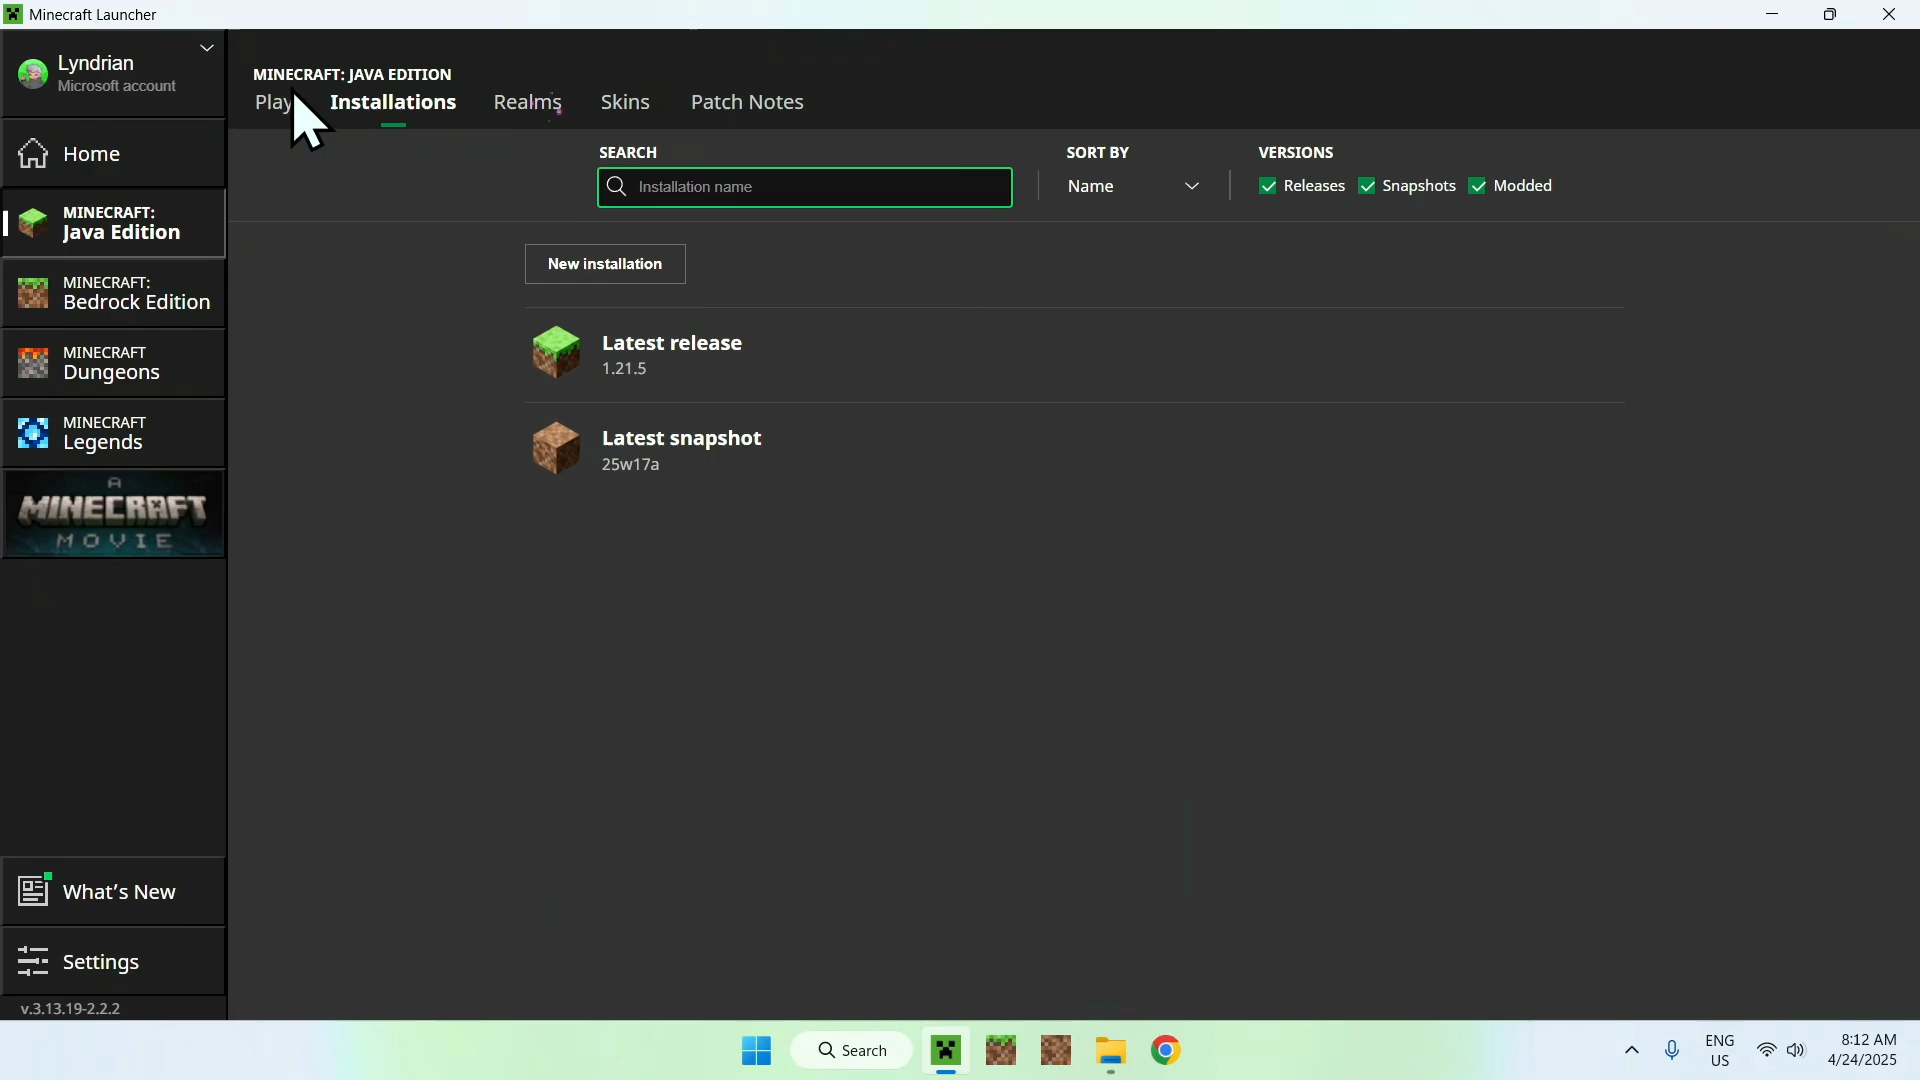 Minecraft Launcher
Lyndrian
Microsoft account
Home
MINECRAFT:
Java Edition
MINECRAFT:
Bedrock Edition
MINECRAFT
Dungeons
MINECRAFT
Legends
A
MINECRAFT
MOVIE
What's New
Settings
v.3.13.19-2.2.2
MINECRAFT: JAVA EDITION
Play Installations Realms Skins Patch Notes
SEARCH SORT BY VERSIONS
Installation name Name Releases Snapshots Modded
New installation
Latest release
1.21.5
Latest snapshot
25w17a
Search
ENG
US
8:12 AM
4/24/2025